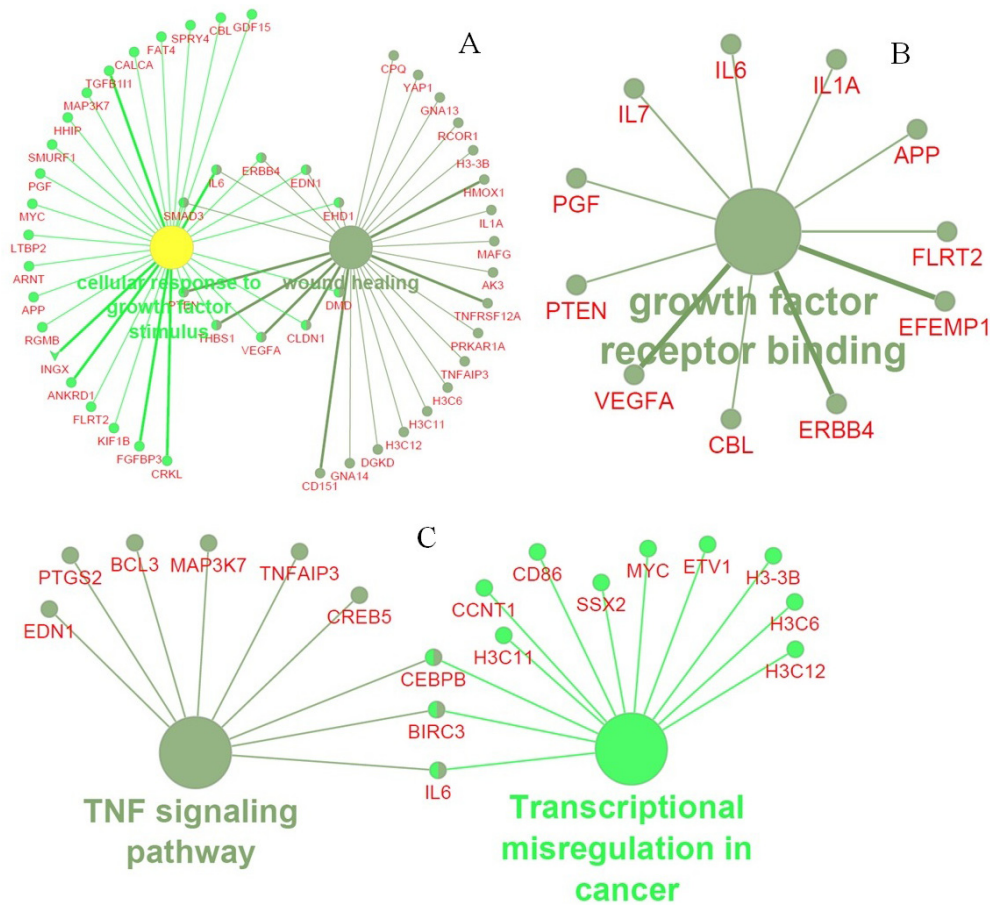 A
GDF15
CBL
SPRY4
FAT4
CALCA
TGFB1I1
MAP3K7
HHIP
SMURF1
PGF
MYC
LTBP2
ARNT
APP
RGMB
INGX
ANKRD1
FLRT2
KIF1B
FGFBP3
CRKL
IL6
ERBB4
EDN1
SMAD3
EHD1
cellular response to
growth factor
stimulus
wound healing
PTEN
DMD
THBS1
VEGFA
CLDN1
CPQ
YAP1
GNA13
RCOR1
H3-3B
HMOX1
IL1A
MAFG
AK3
TNFRSF12A
PRKAR1A
TNFAIP3
H3C6
H3C11
H3C12
DGKD
GNA14
CD151
B
IL6
IL1A
IL7
APP
PGF
FLRT2
PTEN
EFEMP1
growth factor
receptor binding
VEGFA
CBL
ERBB4
C
PTGS2
BCL3
MAP3K7
TNFAIP3
EDN1
CREB5
CEBPB
BIRC3
IL6
TNF signaling
pathway
CCNT1
CD86
SSX2
MYC
ETV1
H3-3B
H3C6
H3C11
H3C12
Transcriptional
misregulation in
cancer